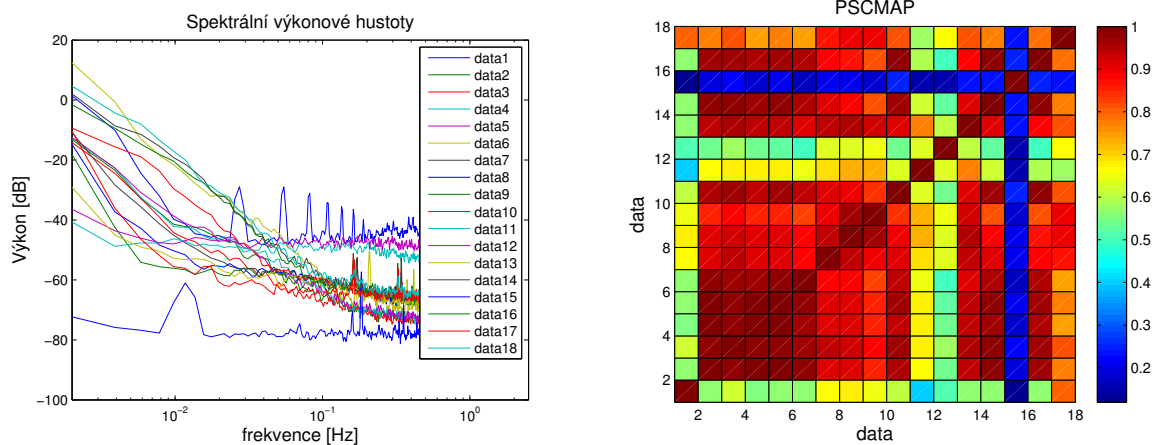 Spektrální výkonové hustoty
20
0
−20
−40
−60
−80
−100
Výkon [dB]
10−2
10−1
100
frekvence [Hz]
data1
data2
data3
data4
data5
data6
data7
data8
data9
data10
data11
data12
data13
data14
data15
data16
data17
data18
PSCMAP
18
16
14
12
10
8
6
4
2
data
2 4 6 8 10 12 14 16 18
data
1
0.9
0.8
0.7
0.6
0.5
0.4
0.3
0.2